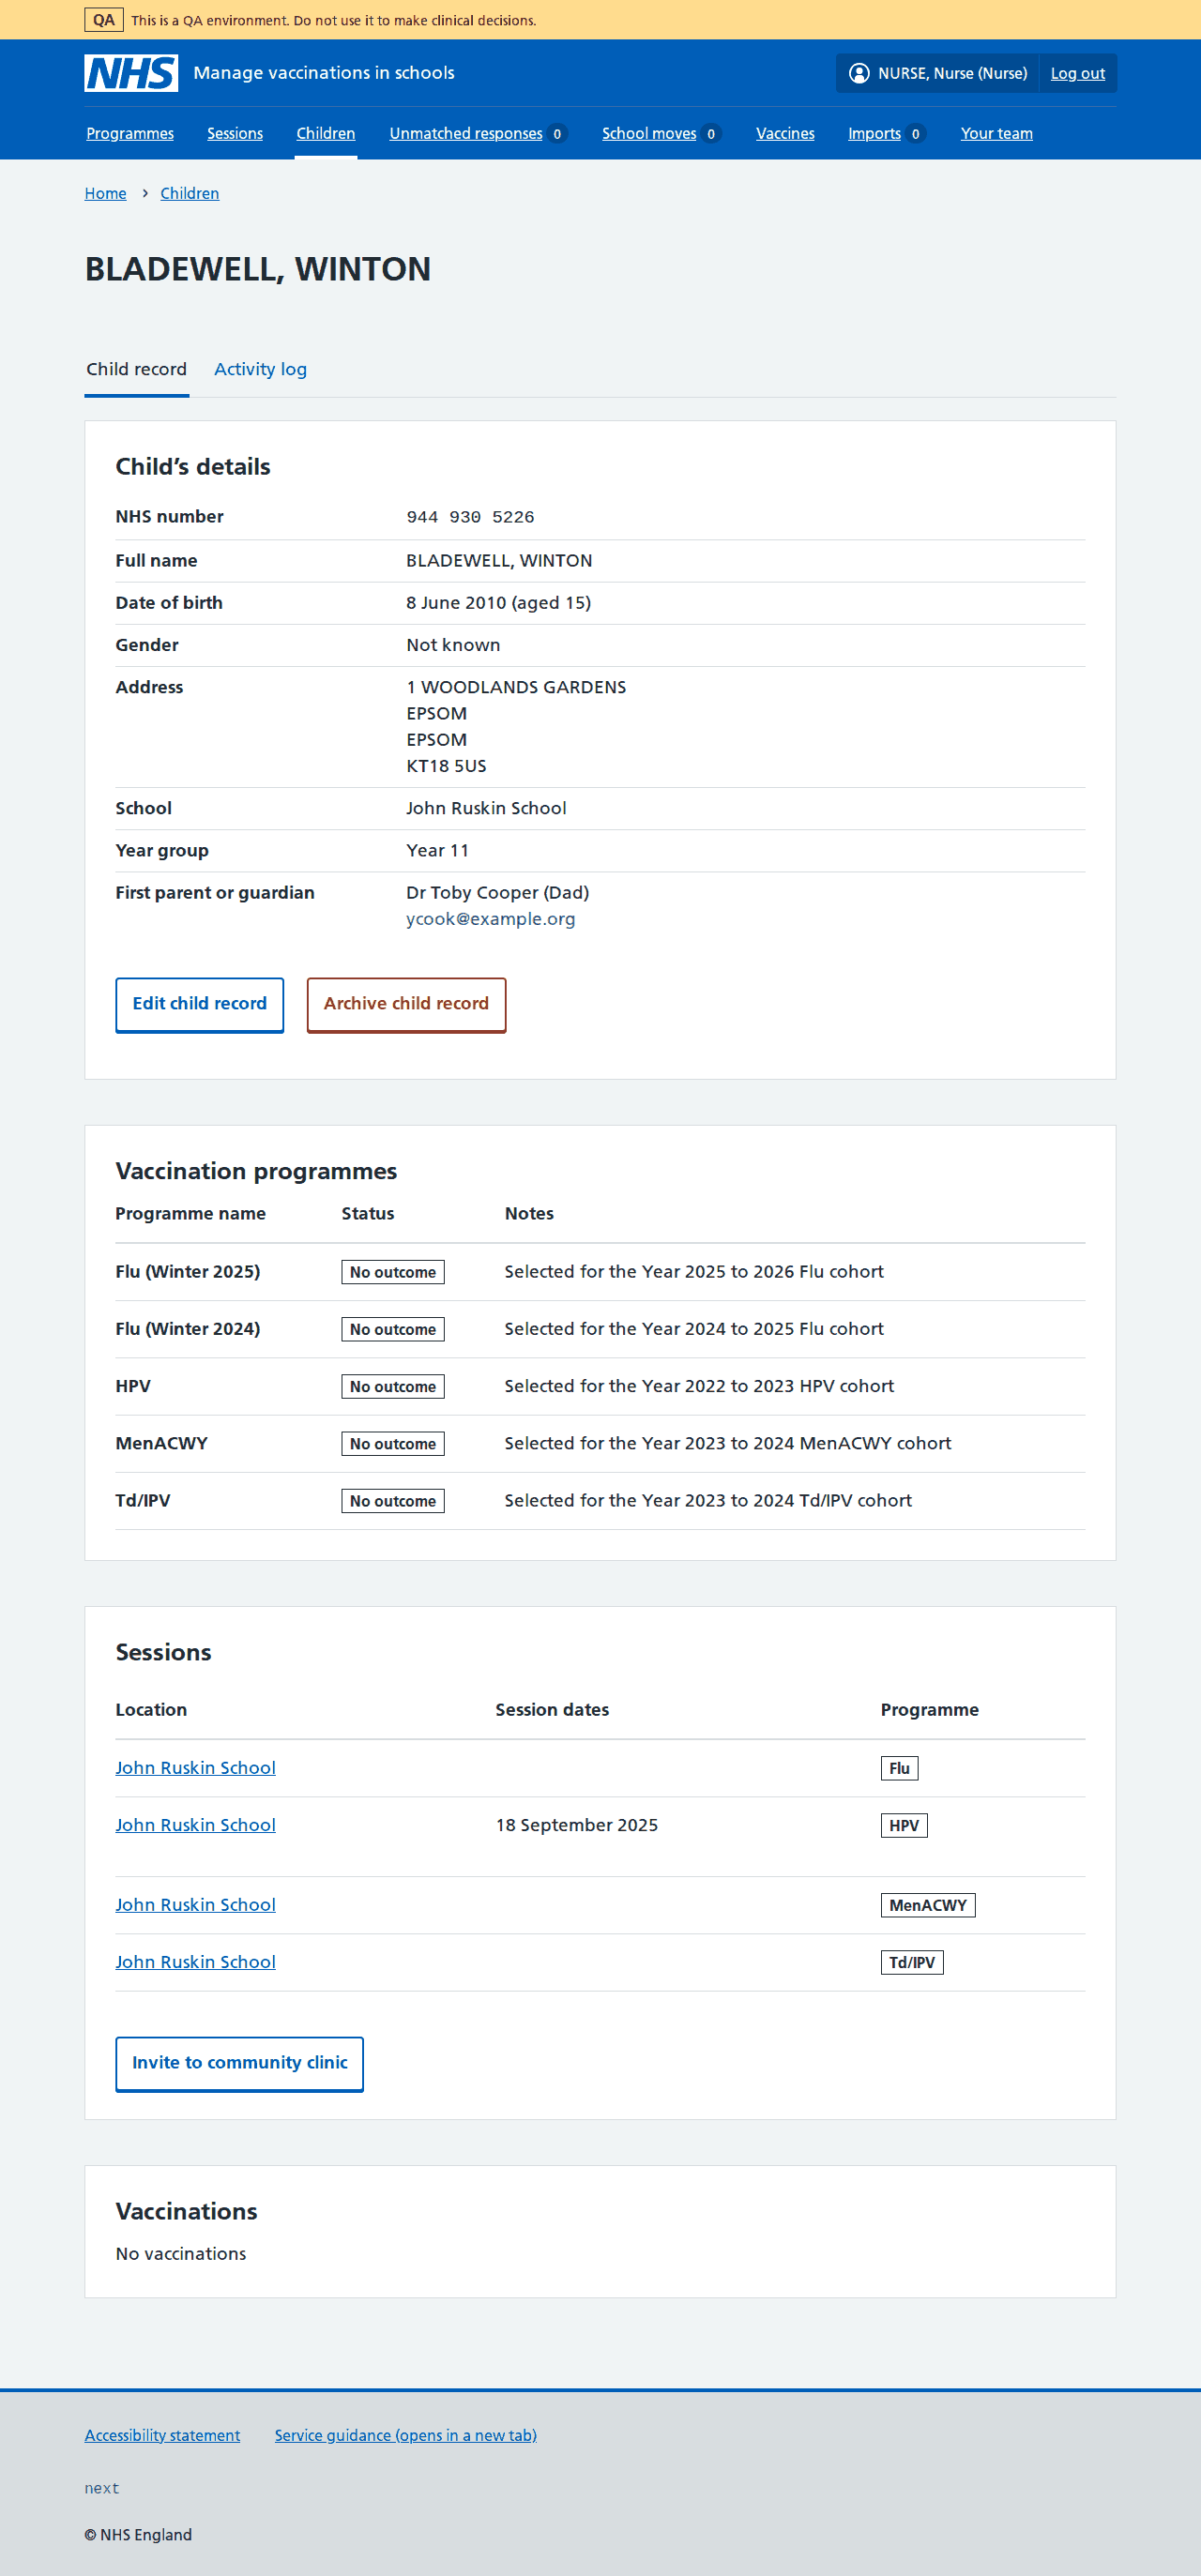 QA This is a QA environment. Do not use it to make clinical decisions.
NHS Manage vaccinations in schools NURSE, Nurse (Nurse) Log out
Programmes Sessions Children Unmatched responses 0 School moves 0 Vaccines Imports 0 Your team
Home › Children
BLADEWELL, WINTON
Child record Activity log
Child’s details
NHS number 944 930 5226
Full name BLADEWELL, WINTON
Date of birth 8 June 2010 (aged 15)
Gender Not known
Address 1 WOODLANDS GARDENS
EPSOM
EPSOM
KT18 5US
School John Ruskin School
Year group Year 11
First parent or guardian Dr Toby Cooper (Dad)
ycook@example.org
Edit child record Archive child record
Vaccination programmes
Programme name Status Notes
Flu (Winter 2025) No outcome Selected for the Year 2025 to 2026 Flu cohort
Flu (Winter 2024) No outcome Selected for the Year 2024 to 2025 Flu cohort
HPV No outcome Selected for the Year 2022 to 2023 HPV cohort
MenACWY No outcome Selected for the Year 2023 to 2024 MenACWY cohort
Td/IPV No outcome Selected for the Year 2023 to 2024 Td/IPV cohort
Sessions
Location Session dates Programme
John Ruskin School Flu
John Ruskin School 18 September 2025 HPV
John Ruskin School MenACWY
John Ruskin School Td/IPV
Invite to community clinic
Vaccinations
No vaccinations
Accessibility statement Service guidance (opens in a new tab)
next
© NHS England